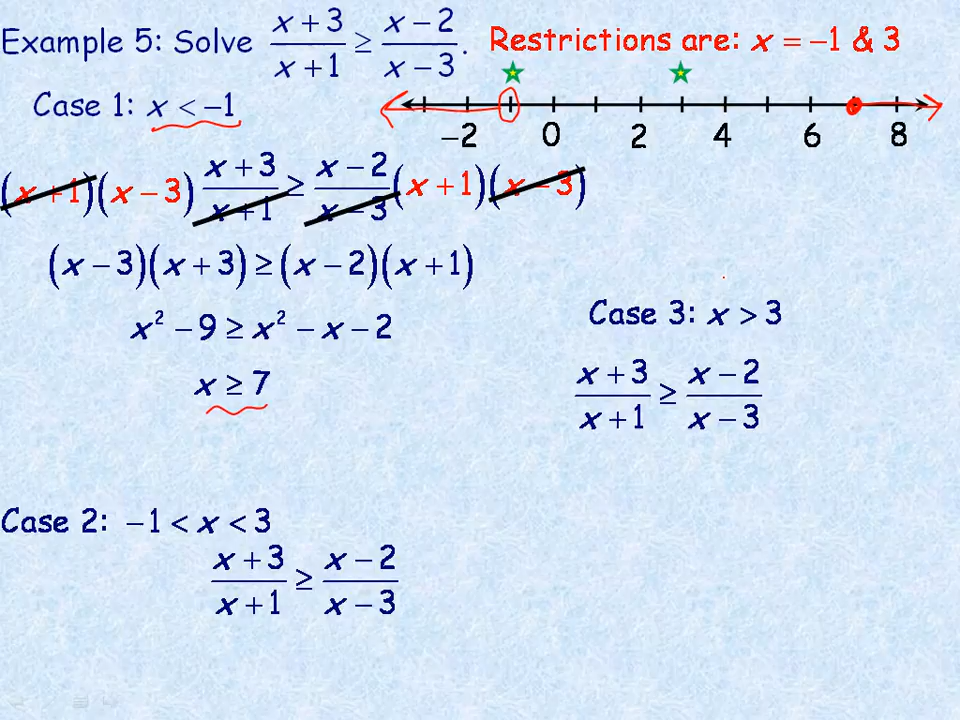 Example 5: Solve (x + 3)/(x + 1) ≥ (x − 2)/(x − 3). Restrictions are: x = −1 & 3
Case 1: x < −1
−2 0 2 4 6 8
(x + 1)(x − 3) (x + 3)/(x + 1) ≥ (x − 2)/(x − 3) (x + 1)(x − 3)
(x − 3)(x + 3) ≥ (x − 2)(x + 1)
x² − 9 ≥ x² − x − 2
x ≥ 7
Case 3: x > 3
(x + 3)/(x + 1) ≥ (x − 2)/(x − 3)
Case 2: −1 < x < 3
(x + 3)/(x + 1) ≥ (x − 2)/(x − 3)